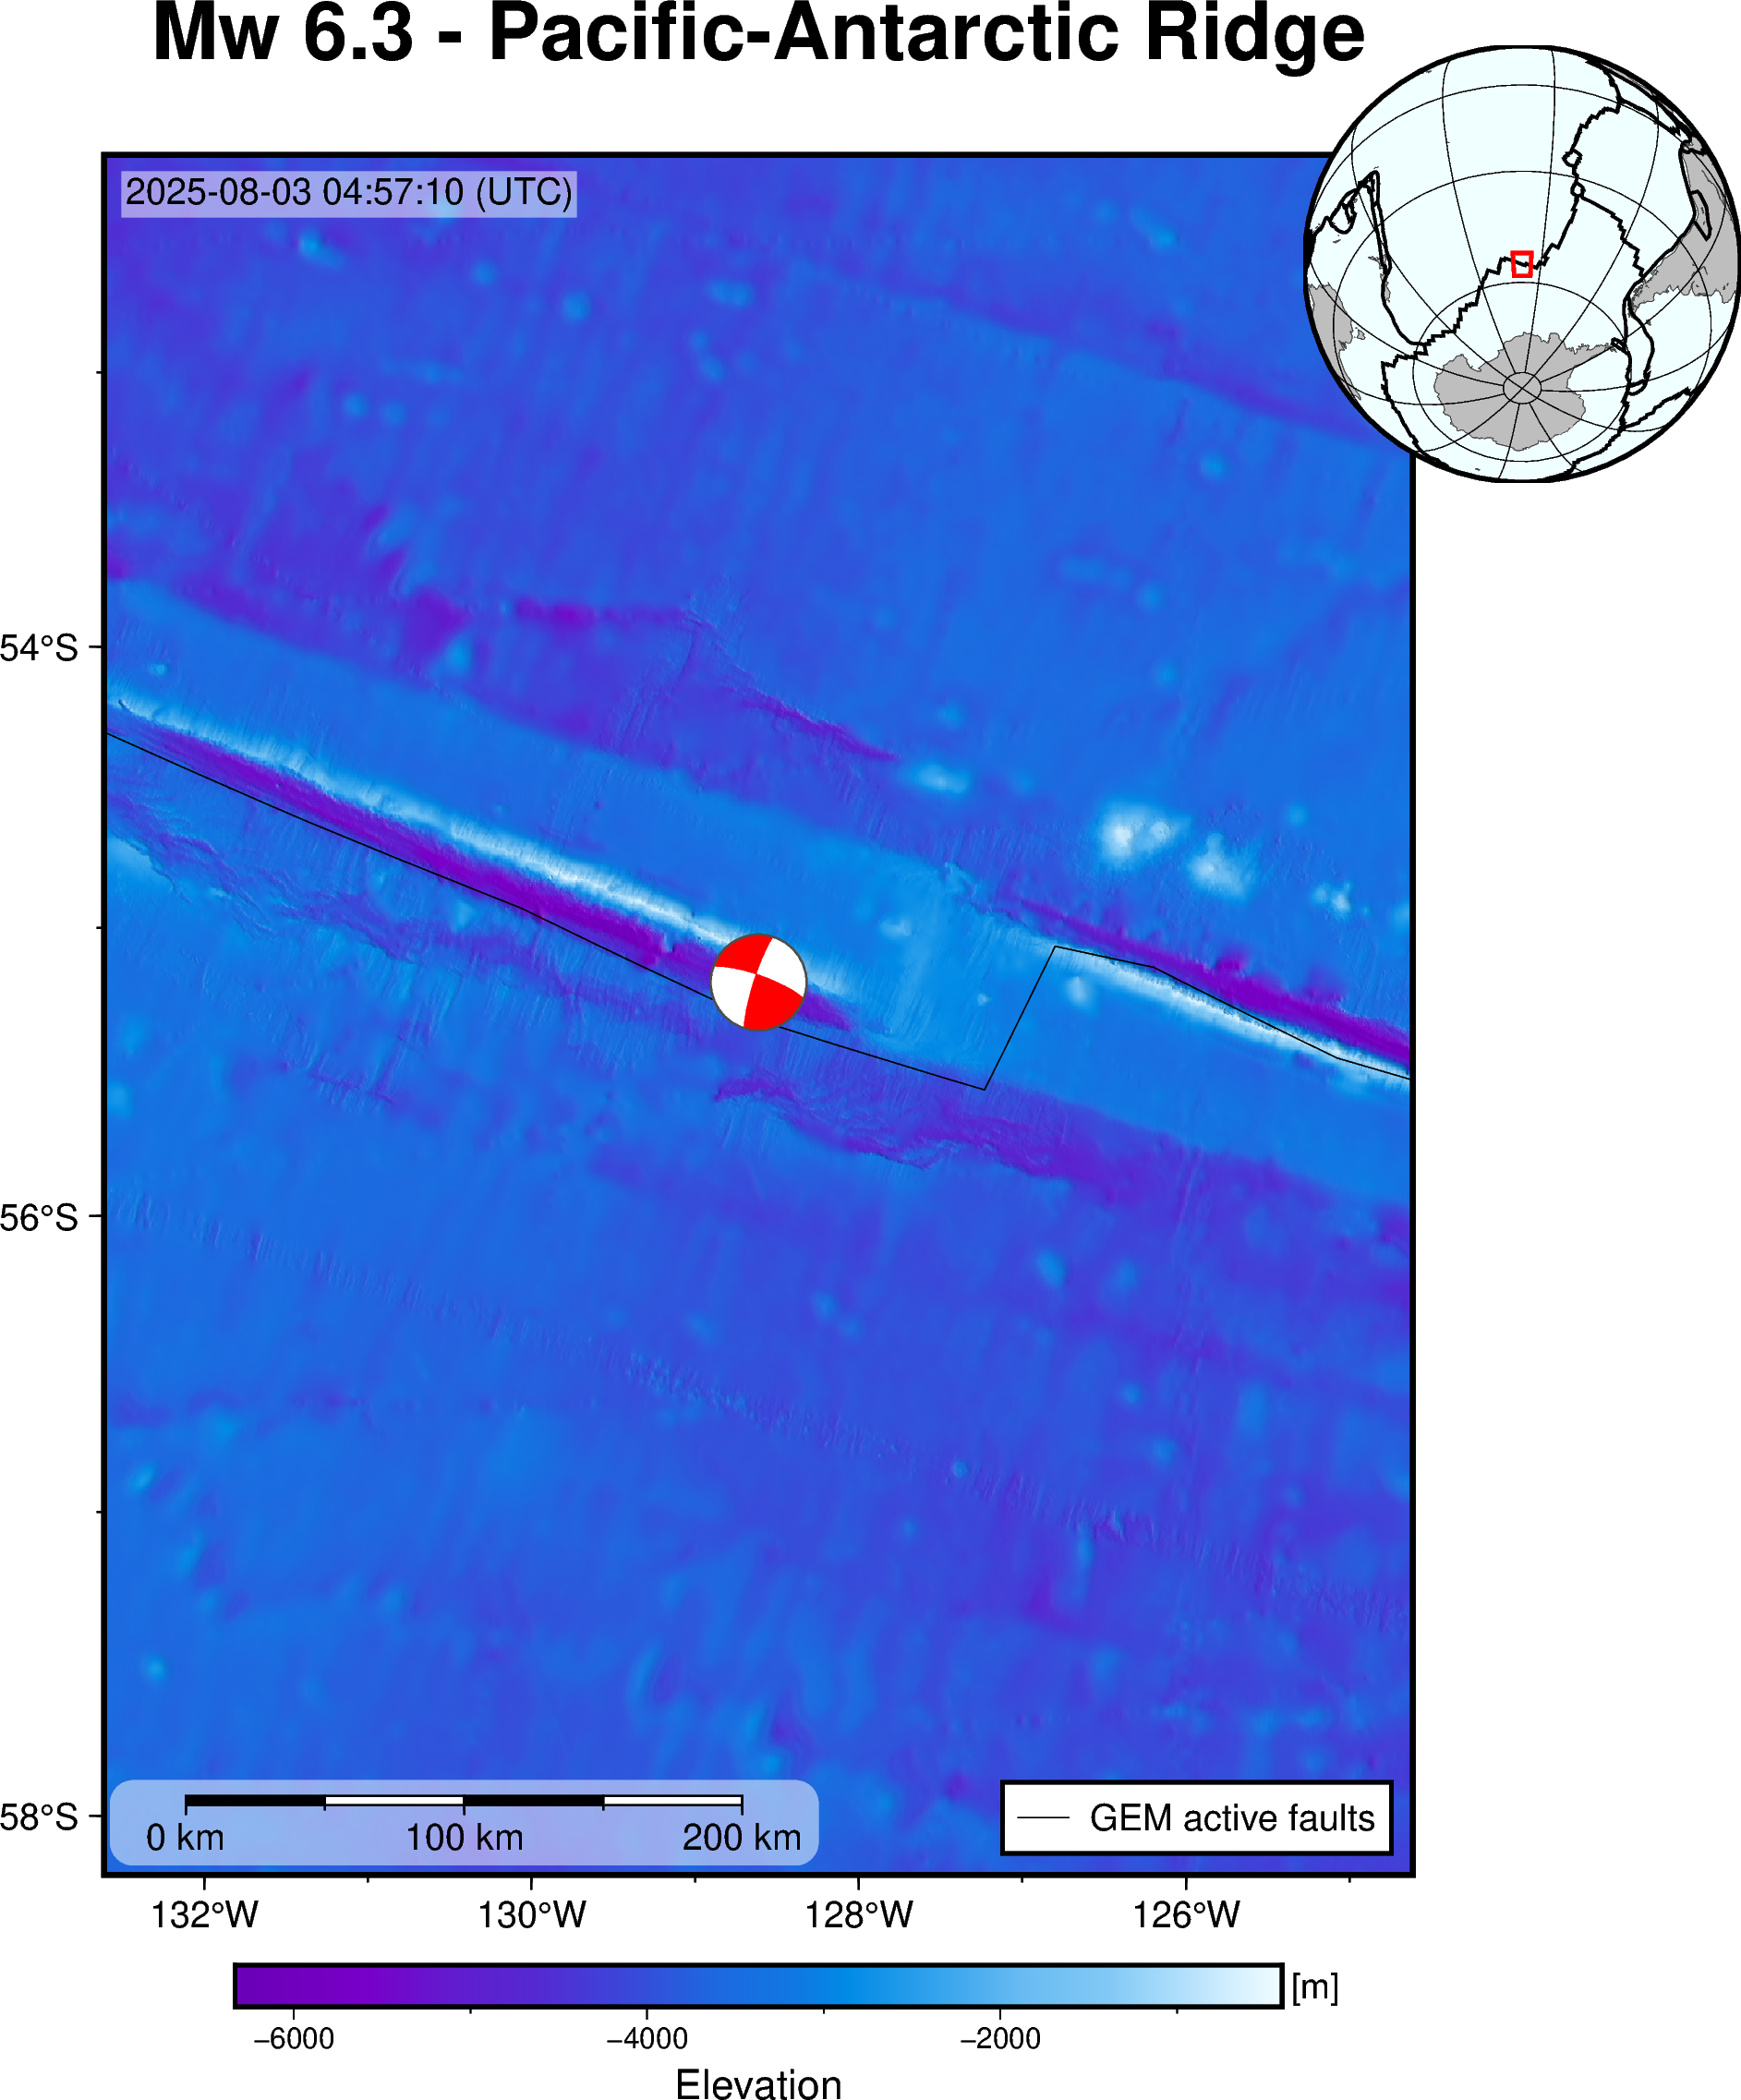 Mw 6.3 - Pacific-Antarctic Ridge
2025-08-03 04:57:10 (UTC)
54°S
56°S
58°S
0 km 100 km 200 km
GEM active faults
132°W 130°W 128°W 126°W
[m]
−6000 −4000 −2000
Elevation